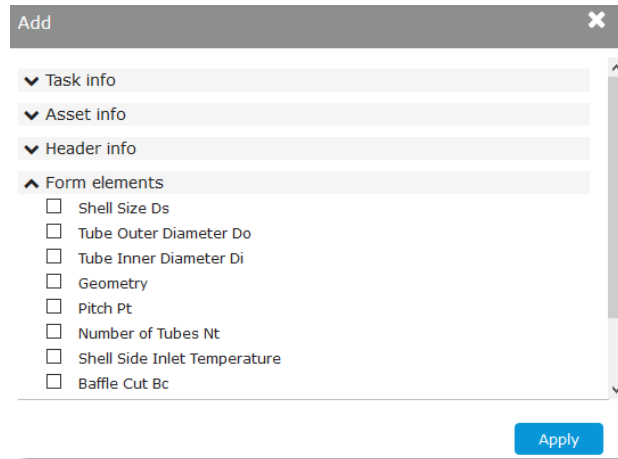 Add
Task info
Asset info
Header info
Form elements
Shell Size Ds
Tube Outer Diameter Do
Tube Inner Diameter Di
Geometry
Pitch Pt
Number of Tubes Nt
Shell Side Inlet Temperature
Baffle Cut Bc
Apply